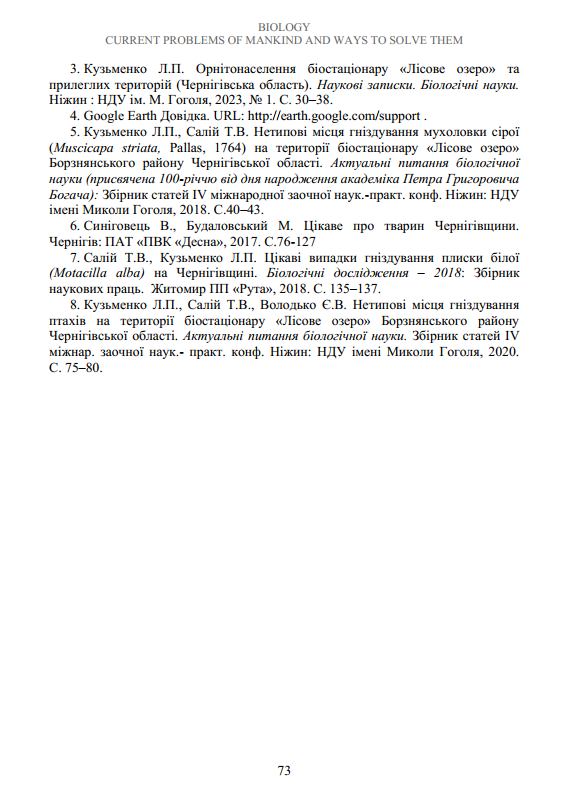 BIOLOGY
CURRENT PROBLEMS OF MANKIND AND WAYS TO SOLVE THEM
3. Кузьменко Л.П. Орнітонаселення біостаціонару «Лісове озеро» та
прилеглих територій (Чернігівська область). Наукові записки. Біологічні науки.
Ніжин : НДУ ім. М. Гоголя, 2023, № 1. С. 30–38.
4. Google Earth Довідка. URL: http://earth.google.com/support .
5. Кузьменко Л.П., Салій Т.В. Нетипові місця гніздування мухоловки сірої
(Muscicapa striata, Pallas, 1764) на території біостаціонару «Лісове озеро»
Борзнянського району Чернігівської області. Актуальні питання біологічної
науки (присвячена 100-річчю від дня народження академіка Петра Григоровича
Богача): Збірник статей IV міжнародної заочної наук.-практ. конф. Ніжин: НДУ
імені Миколи Гоголя, 2018. С.40–43.
6. Синіговець В., Будаловський М. Цікаве про тварин Чернігівщини.
Чернігів: ПАТ «ПВК «Десна», 2017. С.76-127
7. Салій Т.В., Кузьменко Л.П. Цікаві випадки гніздування плиски білої
(Motacilla alba) на Чернігівщині. Біологічні дослідження – 2018: Збірник
наукових праць. Житомир ПП «Рута», 2018. С. 135–137.
8. Кузьменко Л.П., Салій Т.В., Володько Є.В. Нетипові місця гніздування
птахів на території біостаціонару «Лісове озеро» Борзнянського району
Чернігівської області. Актуальні питання біологічної науки. Збірник статей IV
міжнар. заочної наук.- практ. конф. Ніжин: НДУ імені Миколи Гоголя, 2020.
С. 75–80.
73